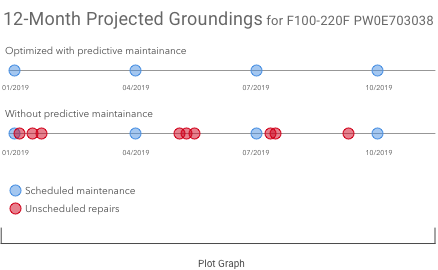 12-Month Projected Groundings for F100-220F PW0E703038
Optimized with predictive maintainance
01/2019 04/2019 07/2019 10/2019
Without predictive maintainance
01/2019 04/2019 07/2019 10/2019
Scheduled maintenance
Unscheduled repairs
Plot Graph